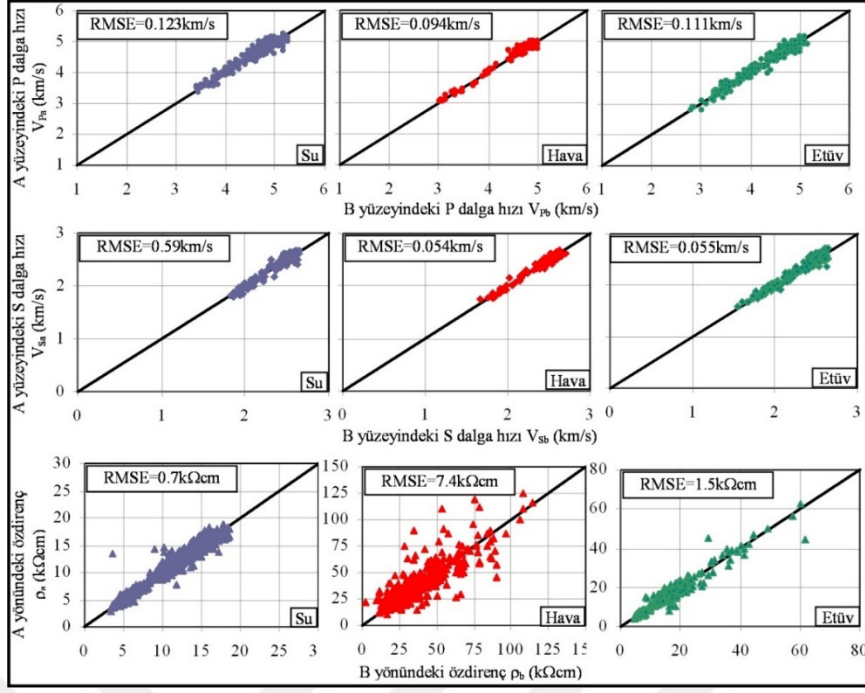 A yüzeyindeki P dalga hızı
V_Pa (km/s)
6
5
4
3
2
1
RMSE=0.123km/s
Su
1 2 3 4 5 6
RMSE=0.094km/s
Hava
1 2 3 4 5 6
RMSE=0.111km/s
Etüv
1 2 3 4 5 6
B yüzeyindeki P dalga hızı V_Pb (km/s)
A yüzeyindeki S dalga hızı
V_Sa (km/s)
3
2
1
0
RMSE=0.59km/s
Su
0 1 2 3
RMSE=0.054km/s
Hava
0 1 2 3
RMSE=0.055km/s
Etüv
0 1 2 3
B yüzeyindeki S dalga hızı V_Sb (km/s)
A yönündeki özdirenç
ρ_a (kΩcm)
30
25
20
15
10
5
0
RMSE=0.7kΩcm
Su
0 5 10 15 20 25 3
150
125
100
75
50
25
0
RMSE=7.4kΩcm
Hava
0 25 50 75 100 125 15
80
60
40
20
0
RMSE=1.5kΩcm
Etüv
0 20 40 60 80
B yönündeki özdirenç ρ_b (kΩcm)